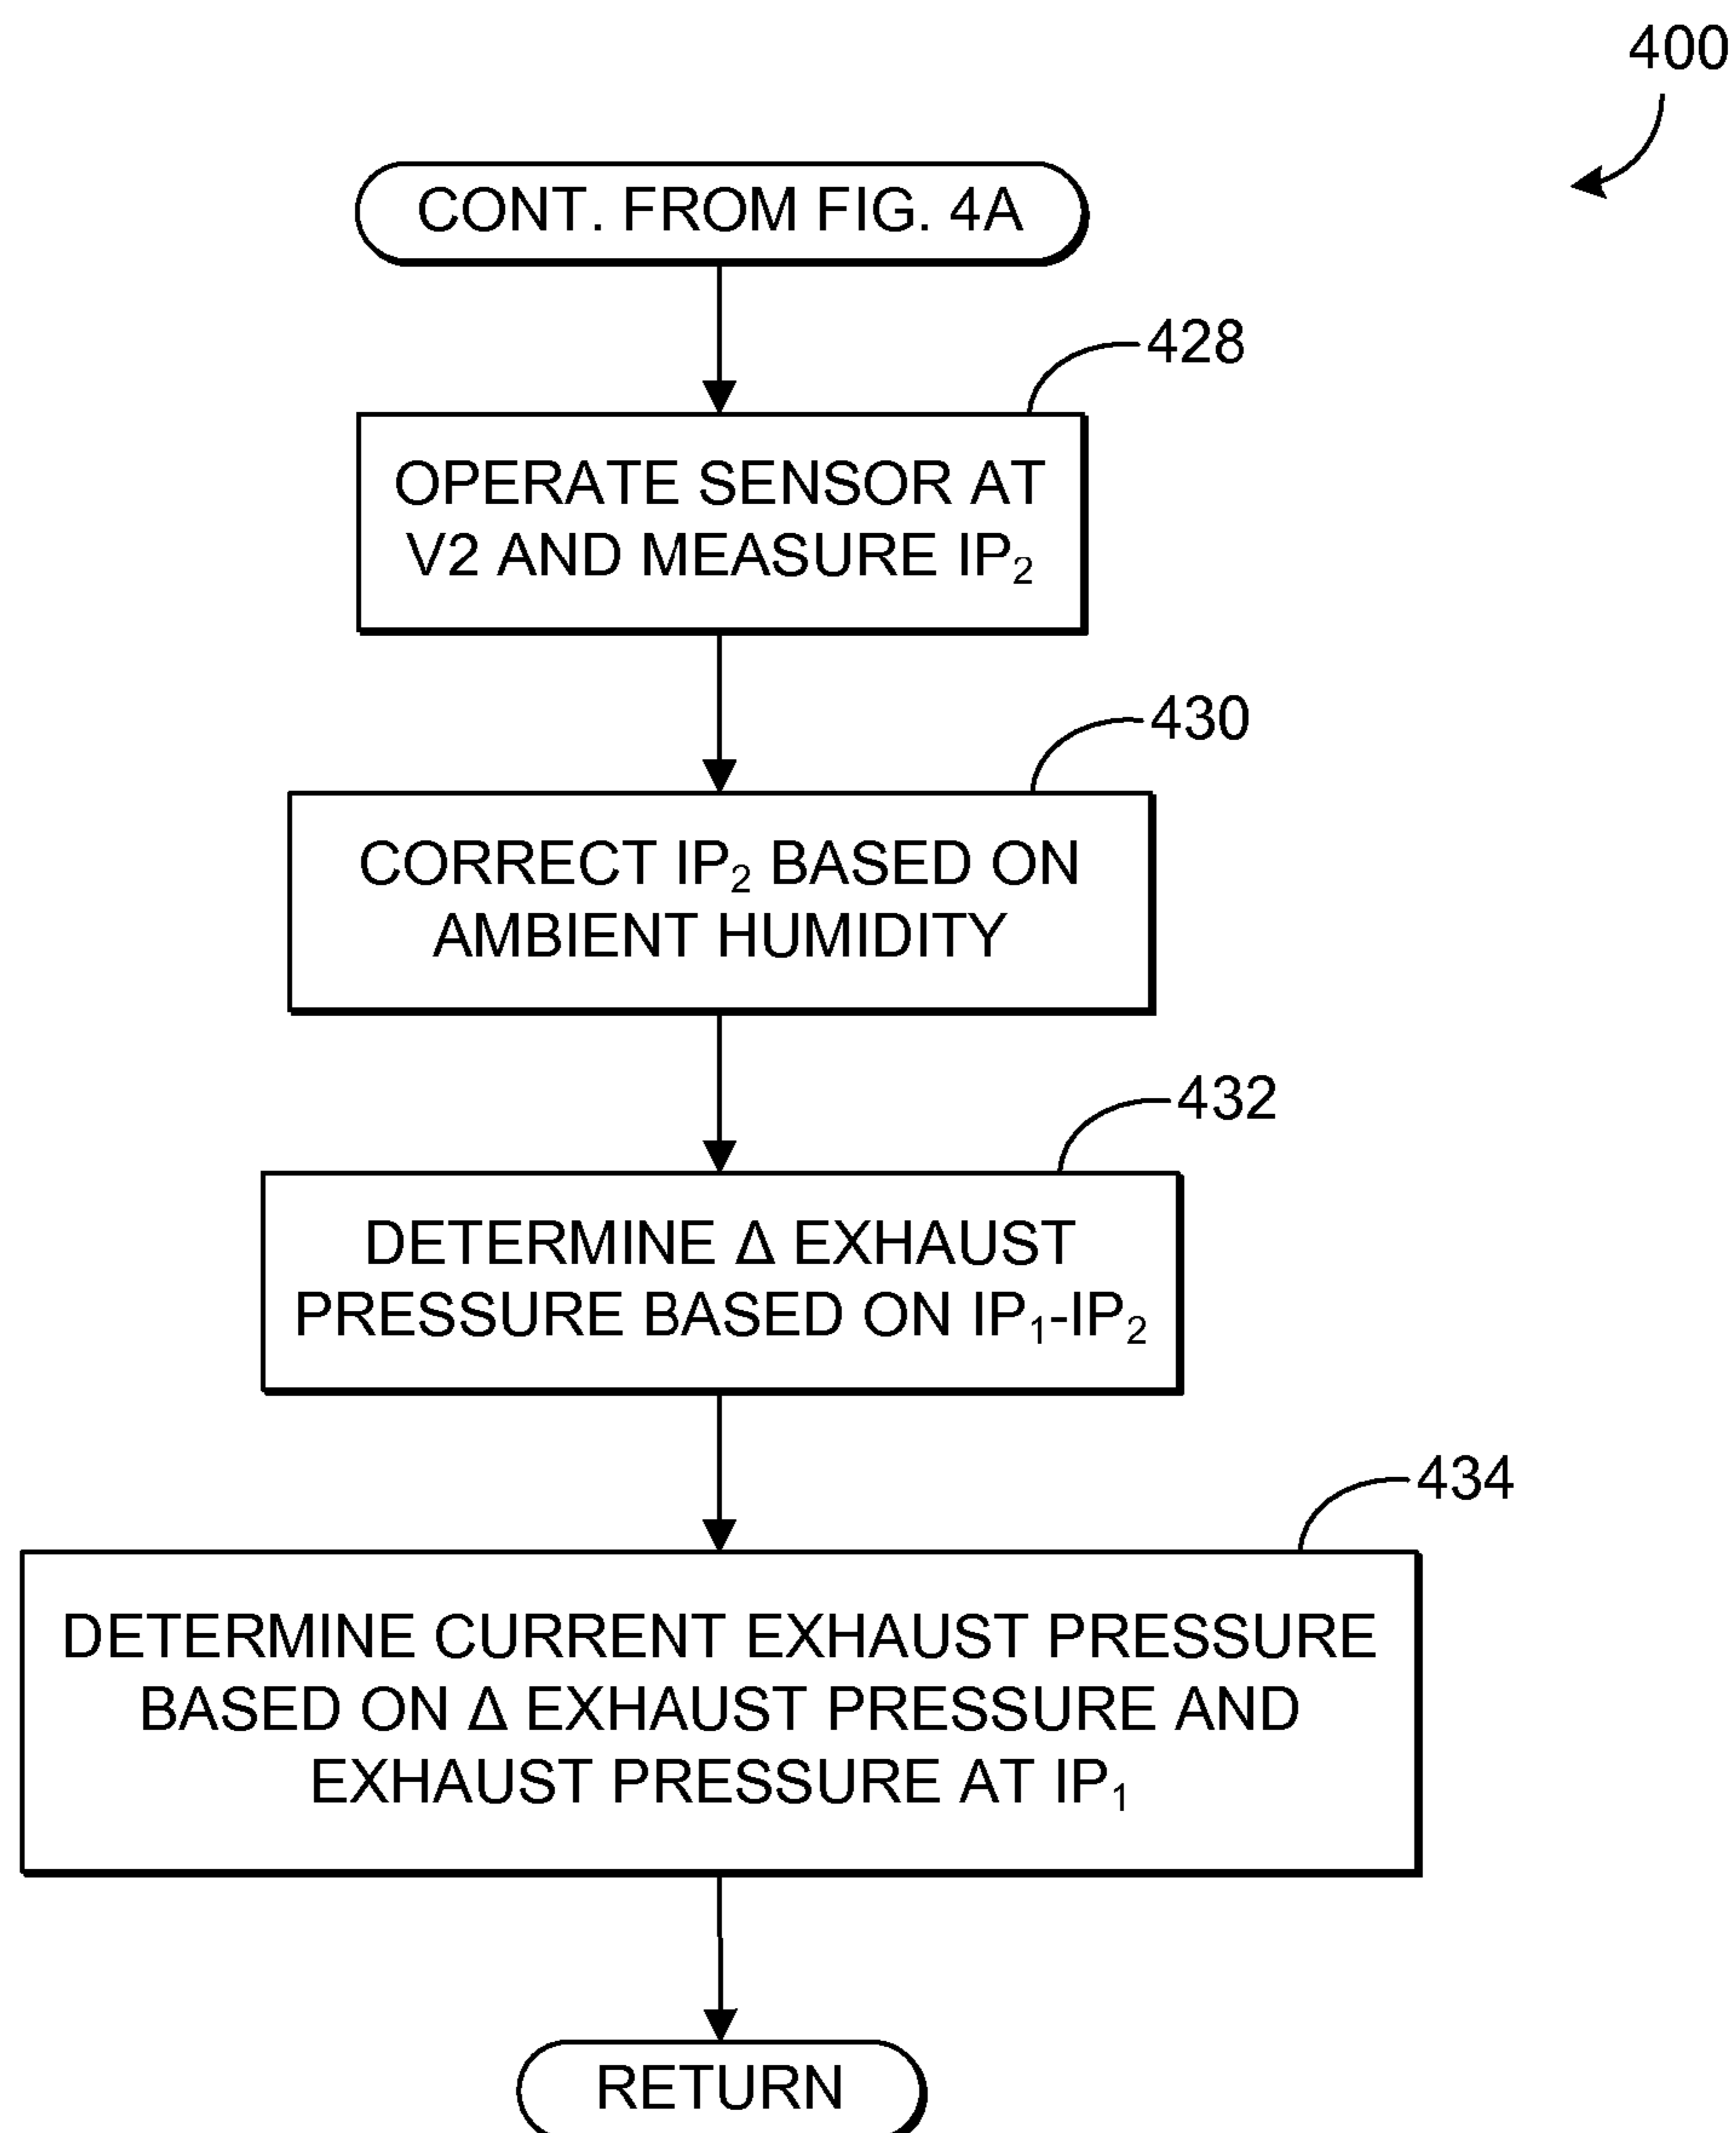 400
CONT. FROM FIG. 4A
428
OPERATE SENSOR AT
V2 AND MEASURE IP₂
430
CORRECT IP₂ BASED ON
AMBIENT HUMIDITY
432
DETERMINE Δ EXHAUST
PRESSURE BASED ON IP₁-IP₂
434
DETERMINE CURRENT EXHAUST PRESSURE
BASED ON Δ EXHAUST PRESSURE AND
EXHAUST PRESSURE AT IP₁
RETURN